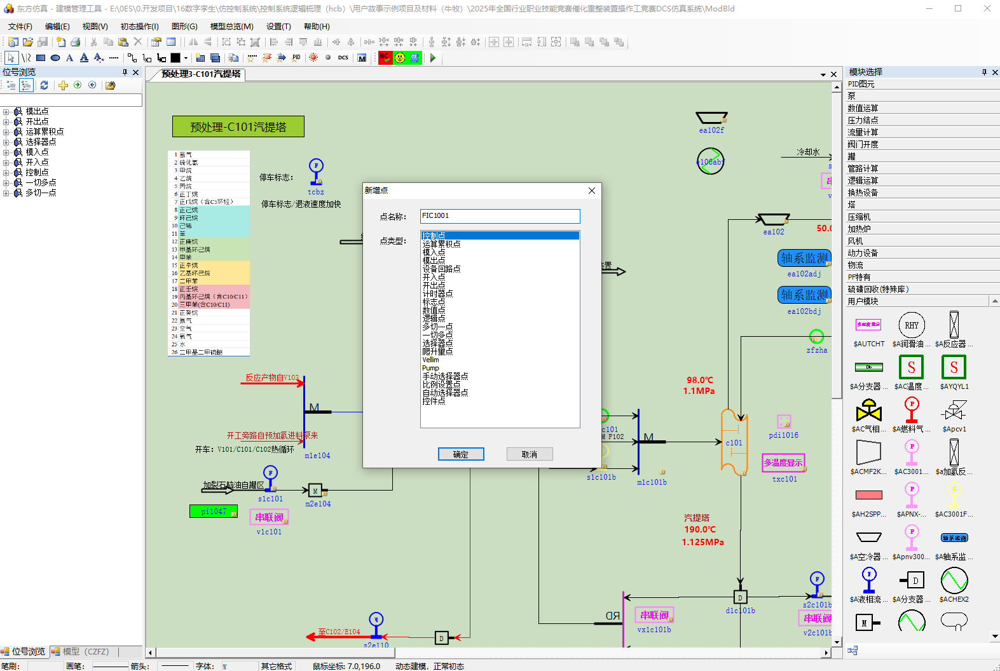 东方仿真 - 建模管理工具 - E:\0ES\0.开发项目\16数字孪生\仿控制系统\控制系统逻辑梳理（hcb）\用户故事示例项目及材料（牛牧）\2025年全国行业职业技能竞赛催化重整装置操作工竞赛DCS仿真系统\ModBld
文件(F) 编辑(E) 视图(V) 初态操作(I) 图形(G) 模型总览(M) 设置(T) 帮助(H)
PID DCS M BC
位号浏览
模出点
开出点
运算累积点
选择器点
模入点
开入点
控制点
一切多点
多切一点
位号浏览 模型（CZFZ）
预处理3-C101汽提塔
预处理-C101汽提塔
1 氢气
2 硫化氢
3 甲烷
4 乙烷
5 丙烷
6 正丁烷
7 正戊烷（含C5环烃）
8 正己烷
9 环己烷
10 己稀
11 苯
12 正庚烷
13 甲基环己烷
14 甲苯
15 正辛烷
16 乙基环己烷
17 二甲苯
18 正壬烷
19 丙基环己烷（含C10/C11）
20 三甲苯(含C10/C11)
21 正癸烷
22 氮气
23 空气
24 氧气
25 水
26 二甲基二甲硫醚
停车标志:
F
tcbz
停车标志/退液速度加快
新增点
点名称:
FIC1001
点类型:
控制点
运算累积点
模入点
模出点
设备回路点
开入点
开出点
计时器点
标志点
数值点
逻辑点
多切一点
一切多点
选择器点
爬升量点
Vellim
Pump
手动选择器点
比例设置点
自动选择器点
控件点
确定
取消
ea102f
e106abf
冷却水
ea102
50.0
轴系监测
ea102adj
轴系监测
ea102bdj
zfzha
98.0℃
1.1MPa
反应产物自V103
M
开工旁路自预加氢进料泵来
开车: V101/C101/C102热循环
m1e104
加裂石脑油自罐区
F
s1c101
M
m2e104
pi1047
串联阀
v1c101
c101
M F102
s1c101b
M
m1c101b
c101
pdi1016
多温度显示
txc101
汽提塔
190.0℃
1.125MPa
D
d1c101b
F
s2c101b
串联阀
v2c101b
RD
串联阀
vx1c101b
至C102/E104
F
s2e110
D
模块选择
PID图元
泵
数值运算
压力结点
流量计算
阀门开度
罐
管路计算
逻辑运算
换热设备
塔
压缩机
加热炉
风机
动力设备
物流
PF特有
硫磺回收(特殊库)
用户模块
多温度显示 RHY
$AUTCHT $A润滑油... $A反应器...
Div S S
$A分支器... $AC温度... $AYQYL1
P
$AC气相... $A燃料气... $Apcv1
P
$ACMF2K... $AC3001... $a加氢反...
P
$AH2SPP... $APNX-... $AC3001F...
P 轴系监测
$A空冷器... $Apnv300... $A轴系监...
F D
$A液相流... $A分支器... $ACHEX2
M
笔刷: 画笔: 箭头: 字体: W 其它格式 鼠标坐标: 7.0,196.0 动态建模，正常初态